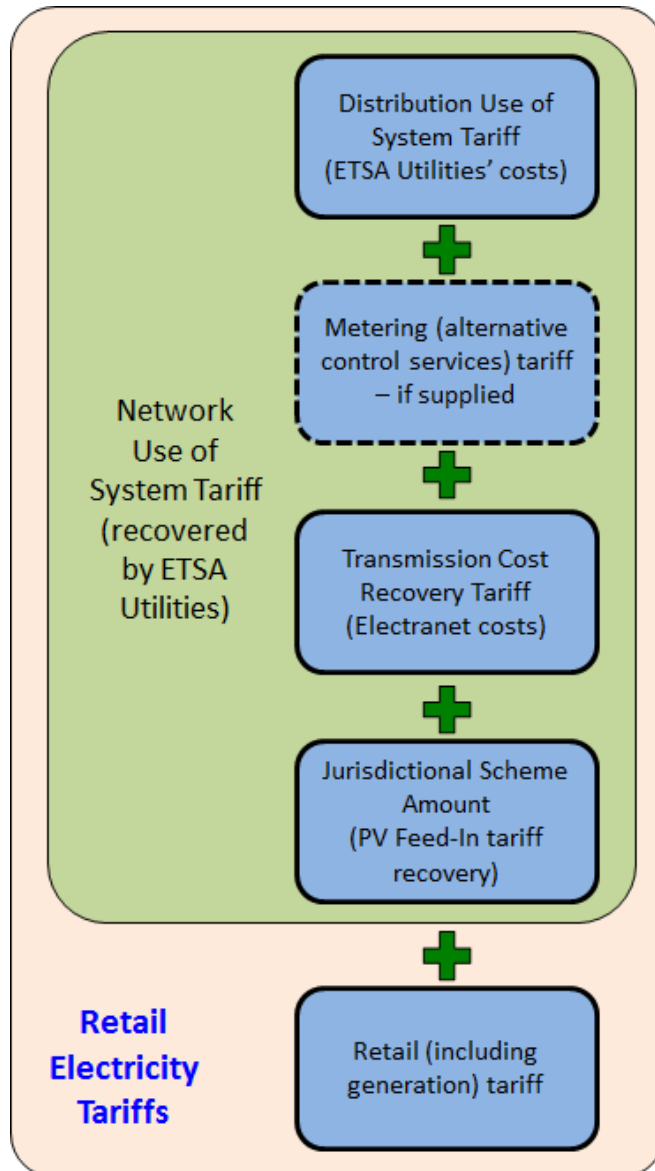 Distribution Use of
System Tariff
(ETSA Utilities’ costs)
Metering (alternative
control services) tariff
– if supplied
Network
Use of
System Tariff
(recovered
by ETSA
Utilities)
Transmission Cost
Recovery Tariff
(Electranet costs)
Jurisdictional Scheme
Amount
(PV Feed-In tariff
recovery)
Retail
Electricity
Tariffs
Retail (including
generation) tariff